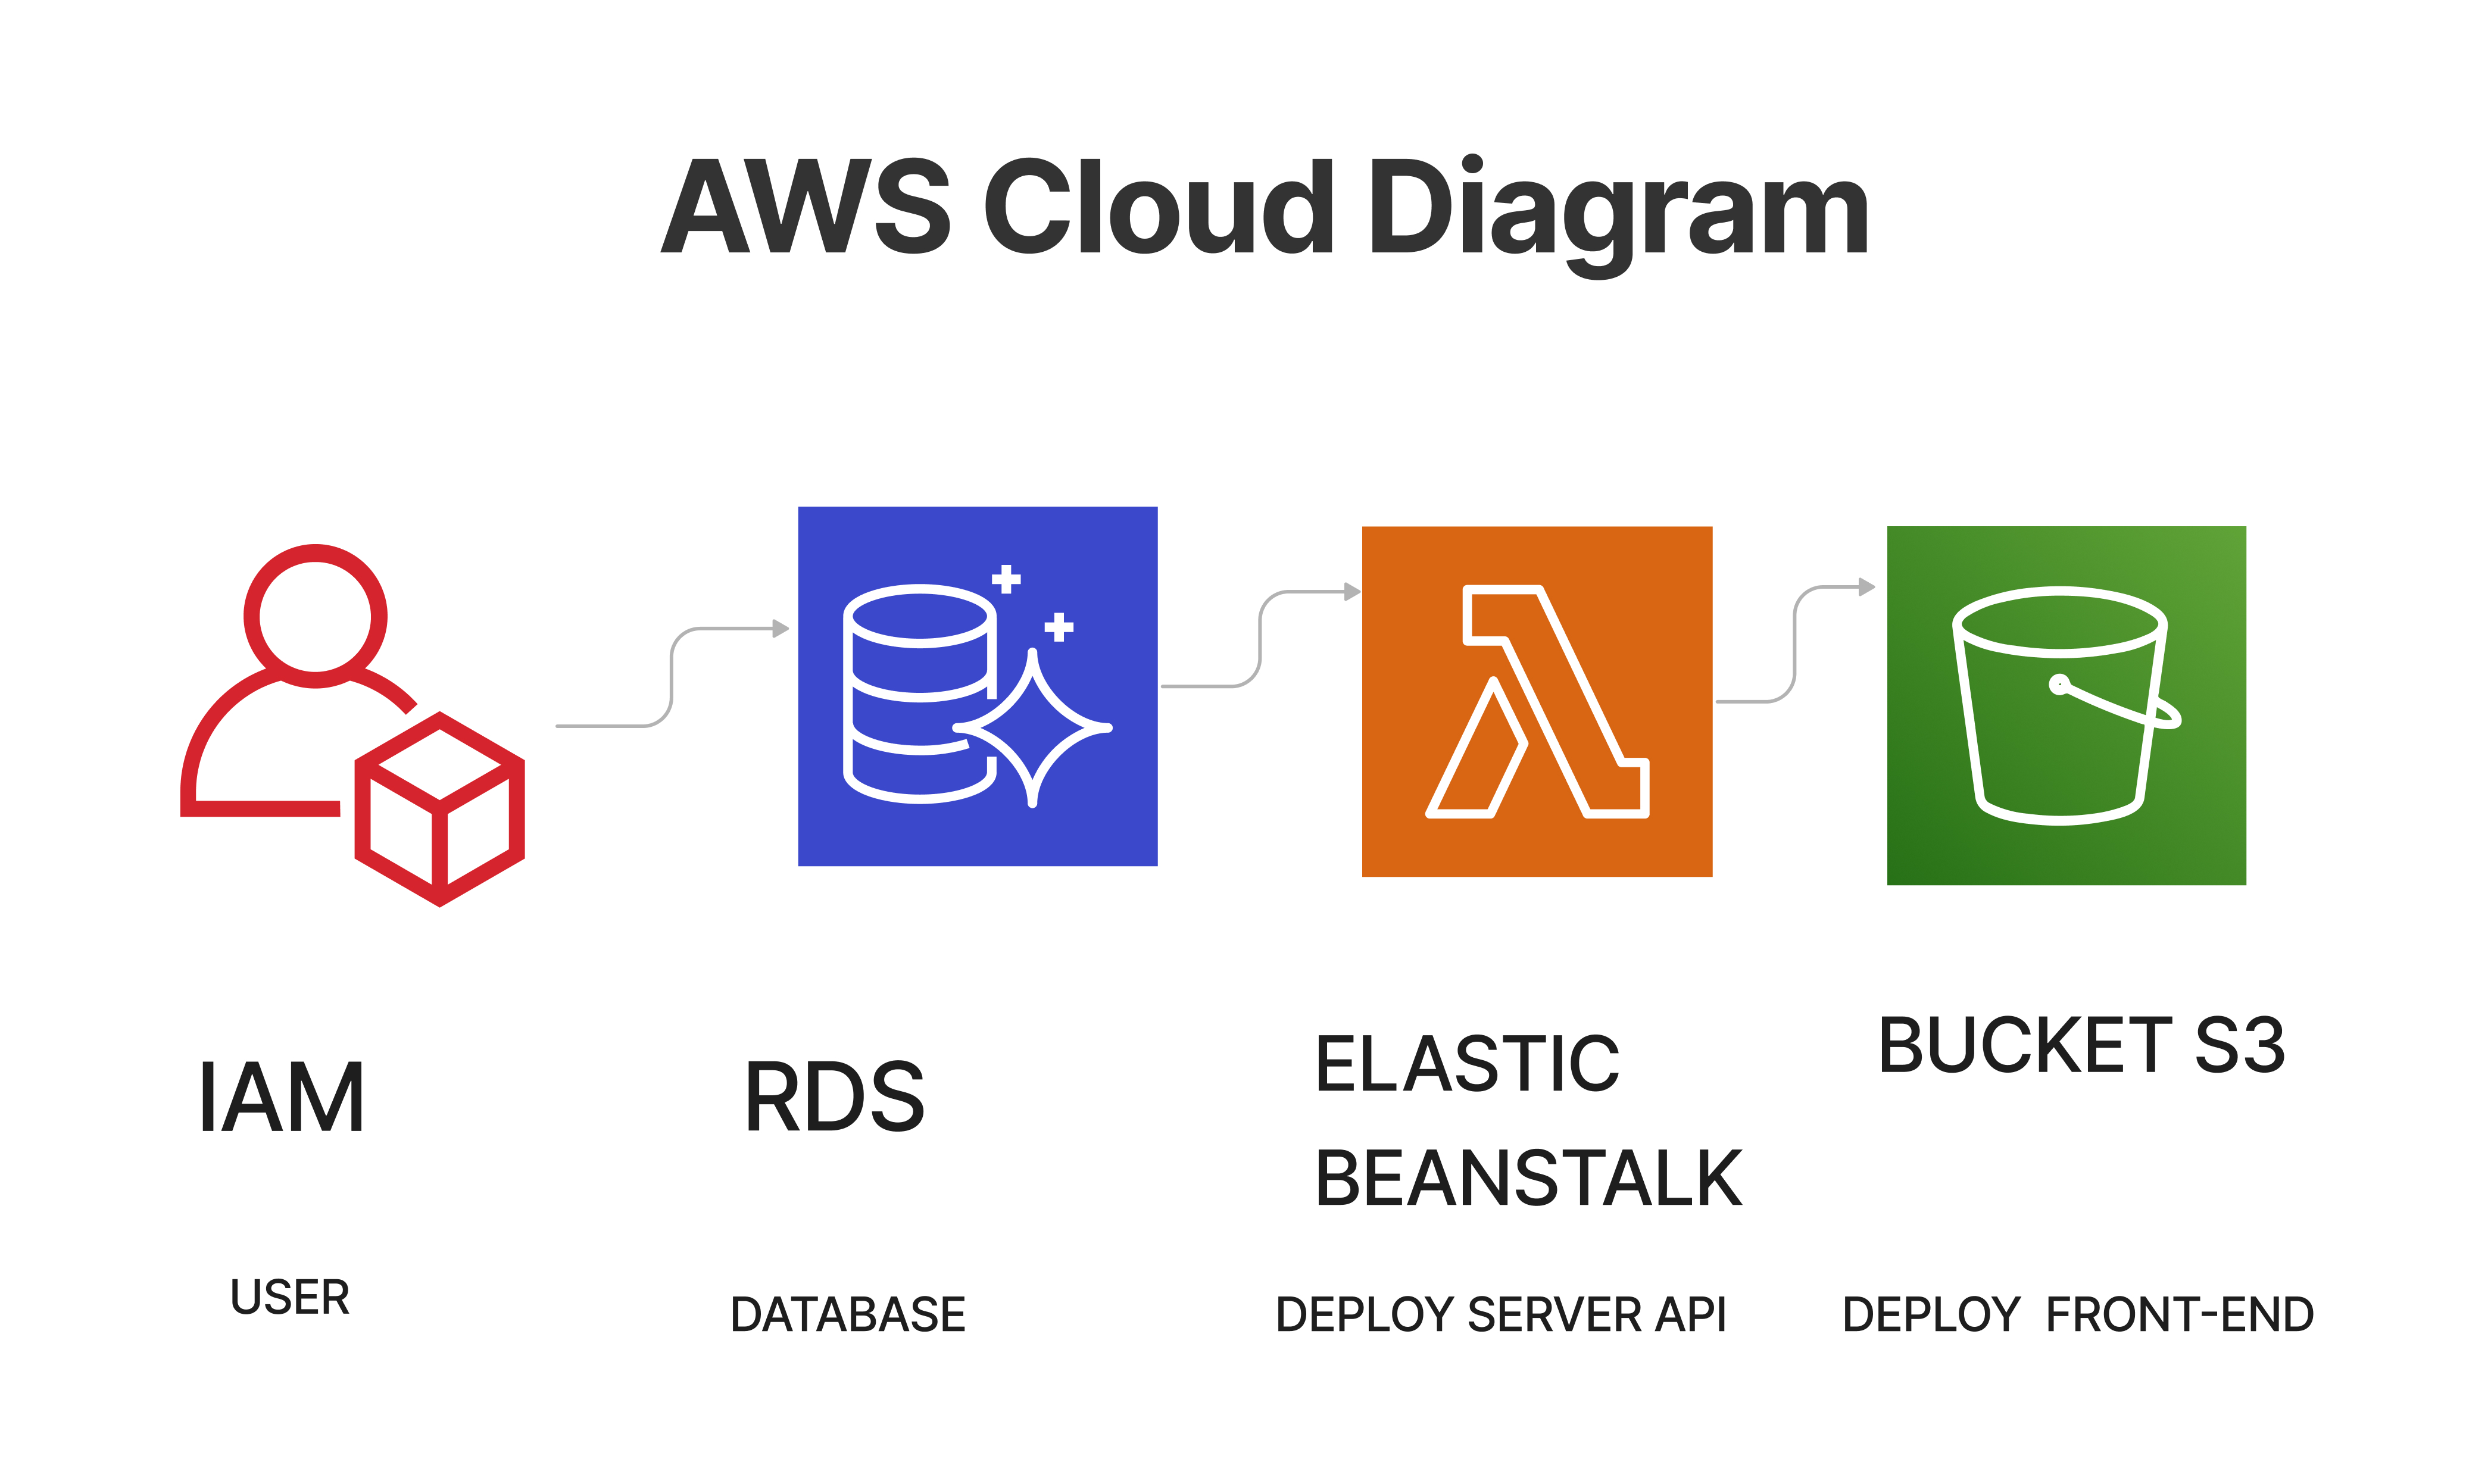 AWS Cloud Diagram
IAM
USER
RDS
DATABASE
ELASTIC
BEANSTALK
DEPLOY SERVER API
BUCKET S3
DEPLOY FRONT-END